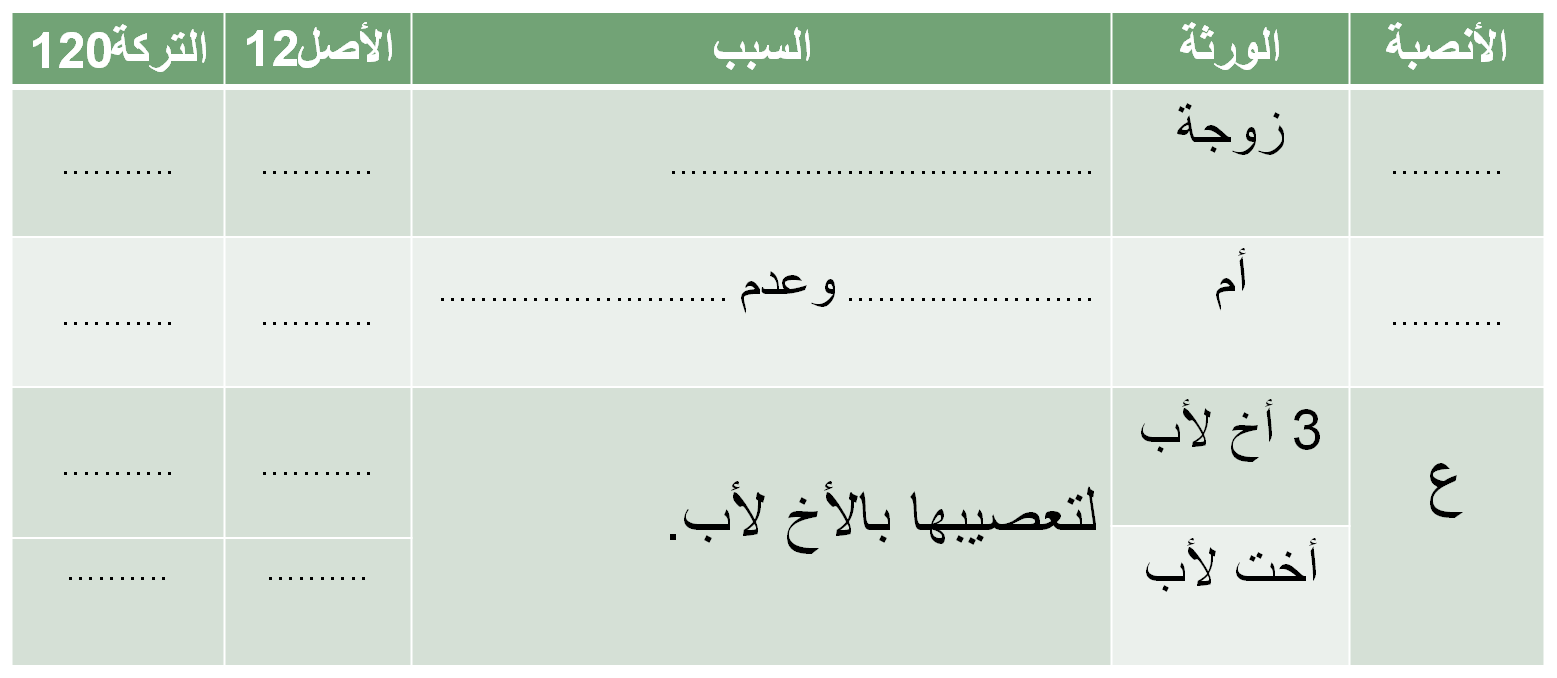 الأنصبة الورثة السبب الأصل12 التركة120
........... زوجة ........................................ ........... ...........
........... أم ....................... وعدم ........................... ........... ...........
ع 3 أخ لأب لتعصيبها بالأخ لأب. ........... ...........
أخت لأب .......... ..........